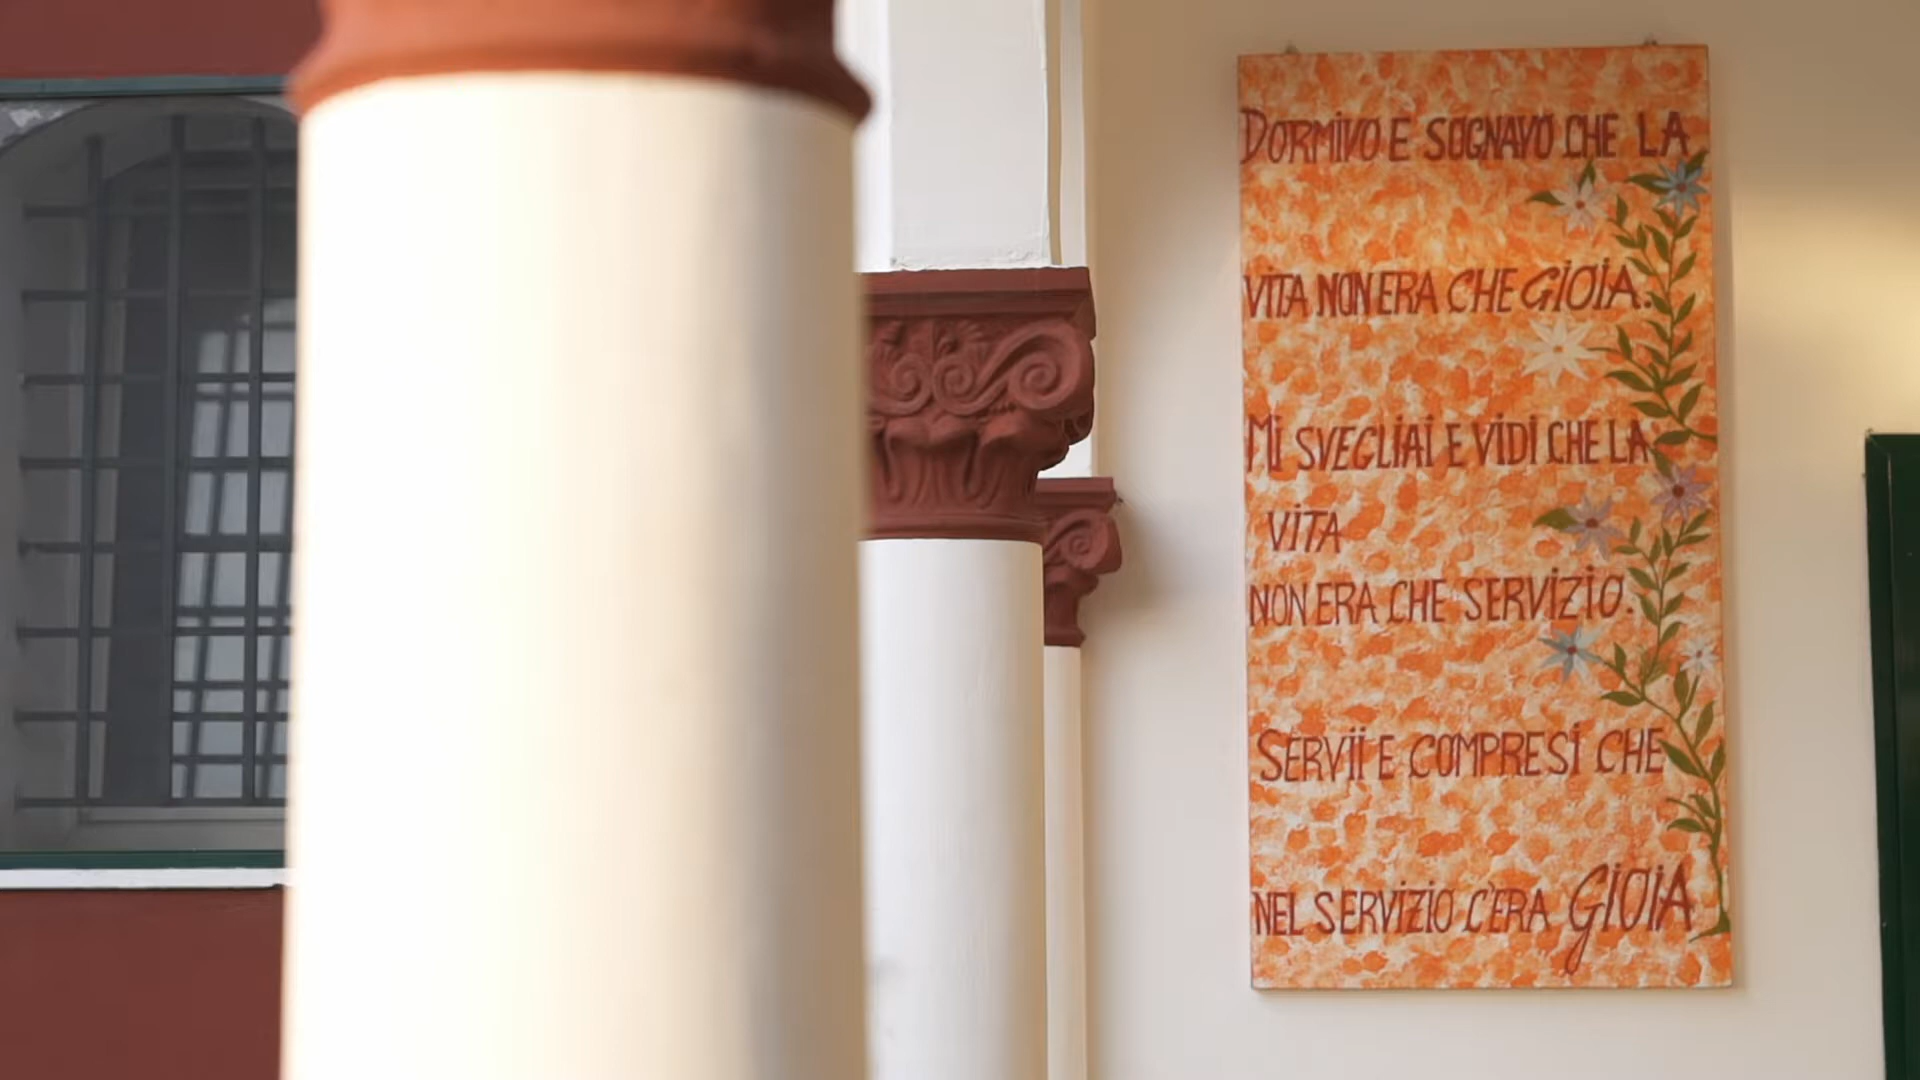 DORMIVO E SOGNAVO CHE LA
VITA NON ERA CHE GIOIA.
MI SVEGLIAI E VIDI CHE LA
VITA
NON ERA CHE SERVIZIO.
SERVII E COMPRESI CHE
NEL SERVIZIO C'ERA GIOIA